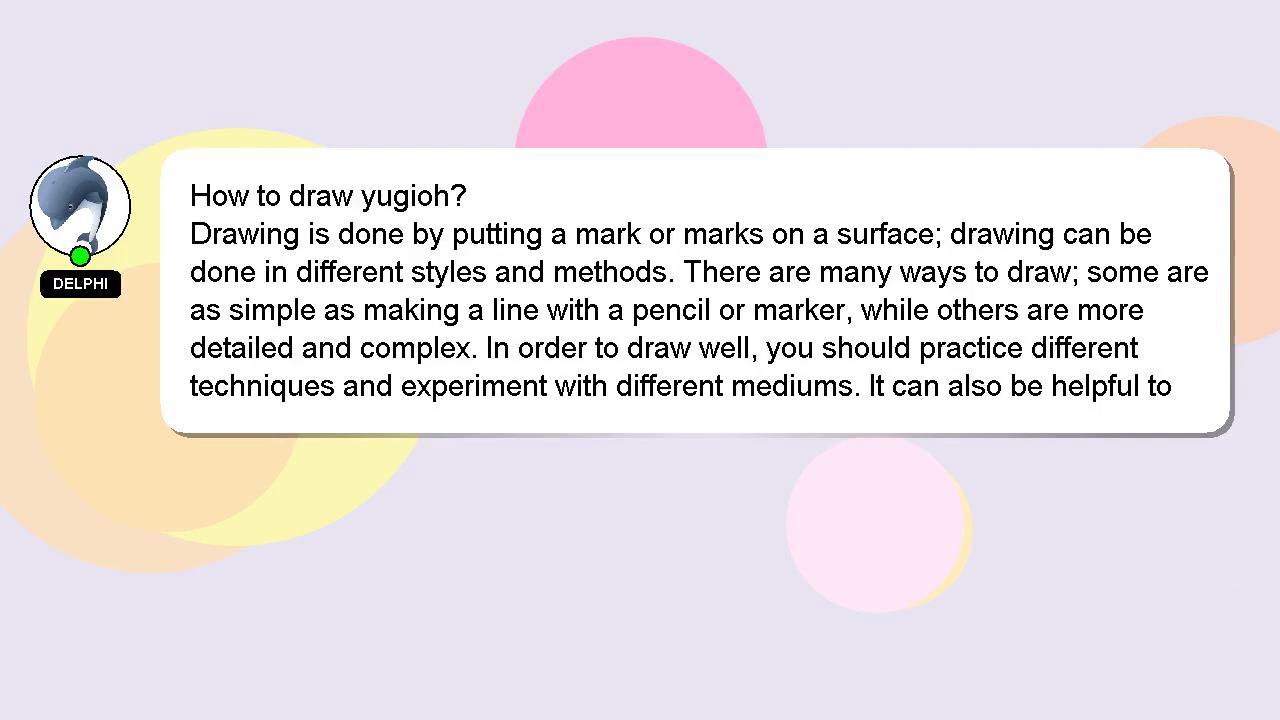 How to draw yugioh?
Drawing is done by putting a mark or marks on a surface; drawing can be
done in different styles and methods. There are many ways to draw; some are
as simple as making a line with a pencil or marker, while others are more
detailed and complex. In order to draw well, you should practice different
techniques and experiment with different mediums. It can also be helpful to
DELPHI